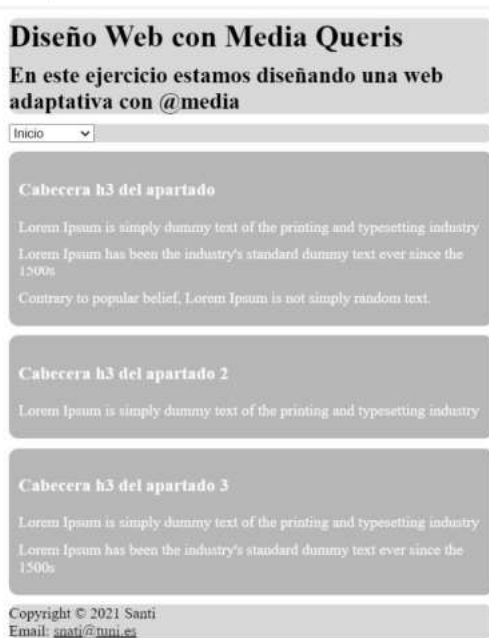 Diseño Web con Media Queris
En este ejercicio estamos diseñando una web
adaptativa con @media
Inicio
Cabecera h3 del apartado
Lorem Ipsum is simply dummy text of the printing and typesetting industry
Lorem Ipsum has been the industry's standard dummy text ever since the
1500s
Contrary to popular belief, Lorem Ipsum is not simply random text.
Cabecera h3 del apartado 2
Lorem Ipsum is simply dummy text of the printing and typesetting industry
Cabecera h3 del apartado 3
Lorem Ipsum is simply dummy text of the printing and typesetting industry
Lorem Ipsum has been the industry's standard dummy text ever since the
1500s
Copyright © 2021 Santi
Email: snati@tuni.es